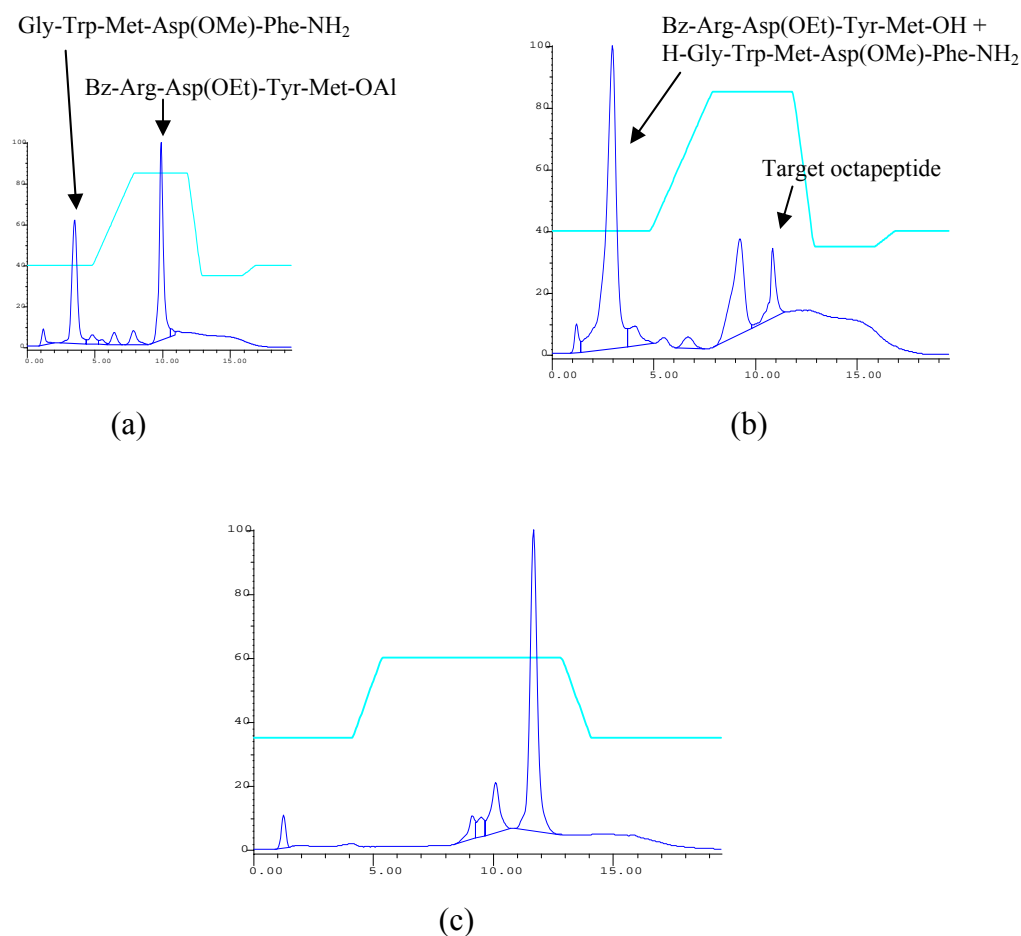 Gly-Trp-Met-Asp(OMe)-Phe-NH2
Bz-Arg-Asp(OEt)-Tyr-Met-OAl
100
80
60
40
20
0
0.00 5.00 10.00 15.00
(a)
Bz-Arg-Asp(OEt)-Tyr-Met-OH +
H-Gly-Trp-Met-Asp(OMe)-Phe-NH2
Target octapeptide
100
80
60
40
20
0
0.00 5.00 10.00 15.00
(b)
100
80
60
40
20
0
0.00 5.00 10.00 15.00
(c)